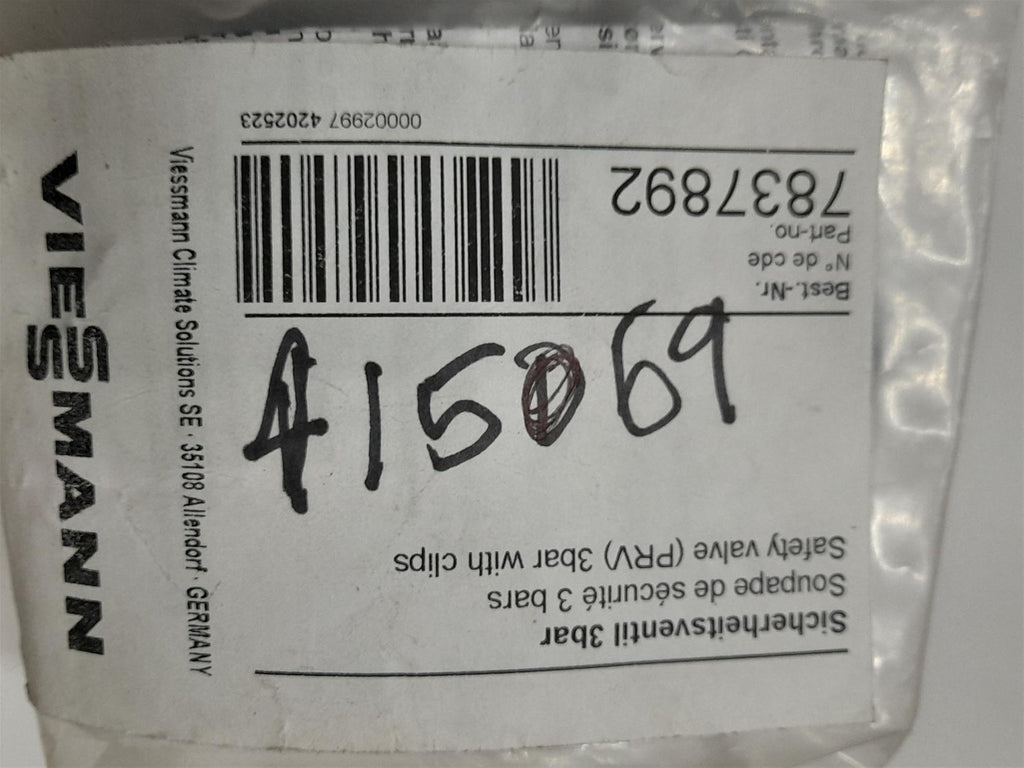 VIESMANN
Viessmann Climate Solutions SE · 35108 Allendorf · GERMANY
Sicherheitsventil 3bar
Soupape de sécurité 3 bars
Safety valve (PRV) 3bar with clips
415069
Best.-Nr.
N° de cde
Part-no.
7837892
00002997 4202523